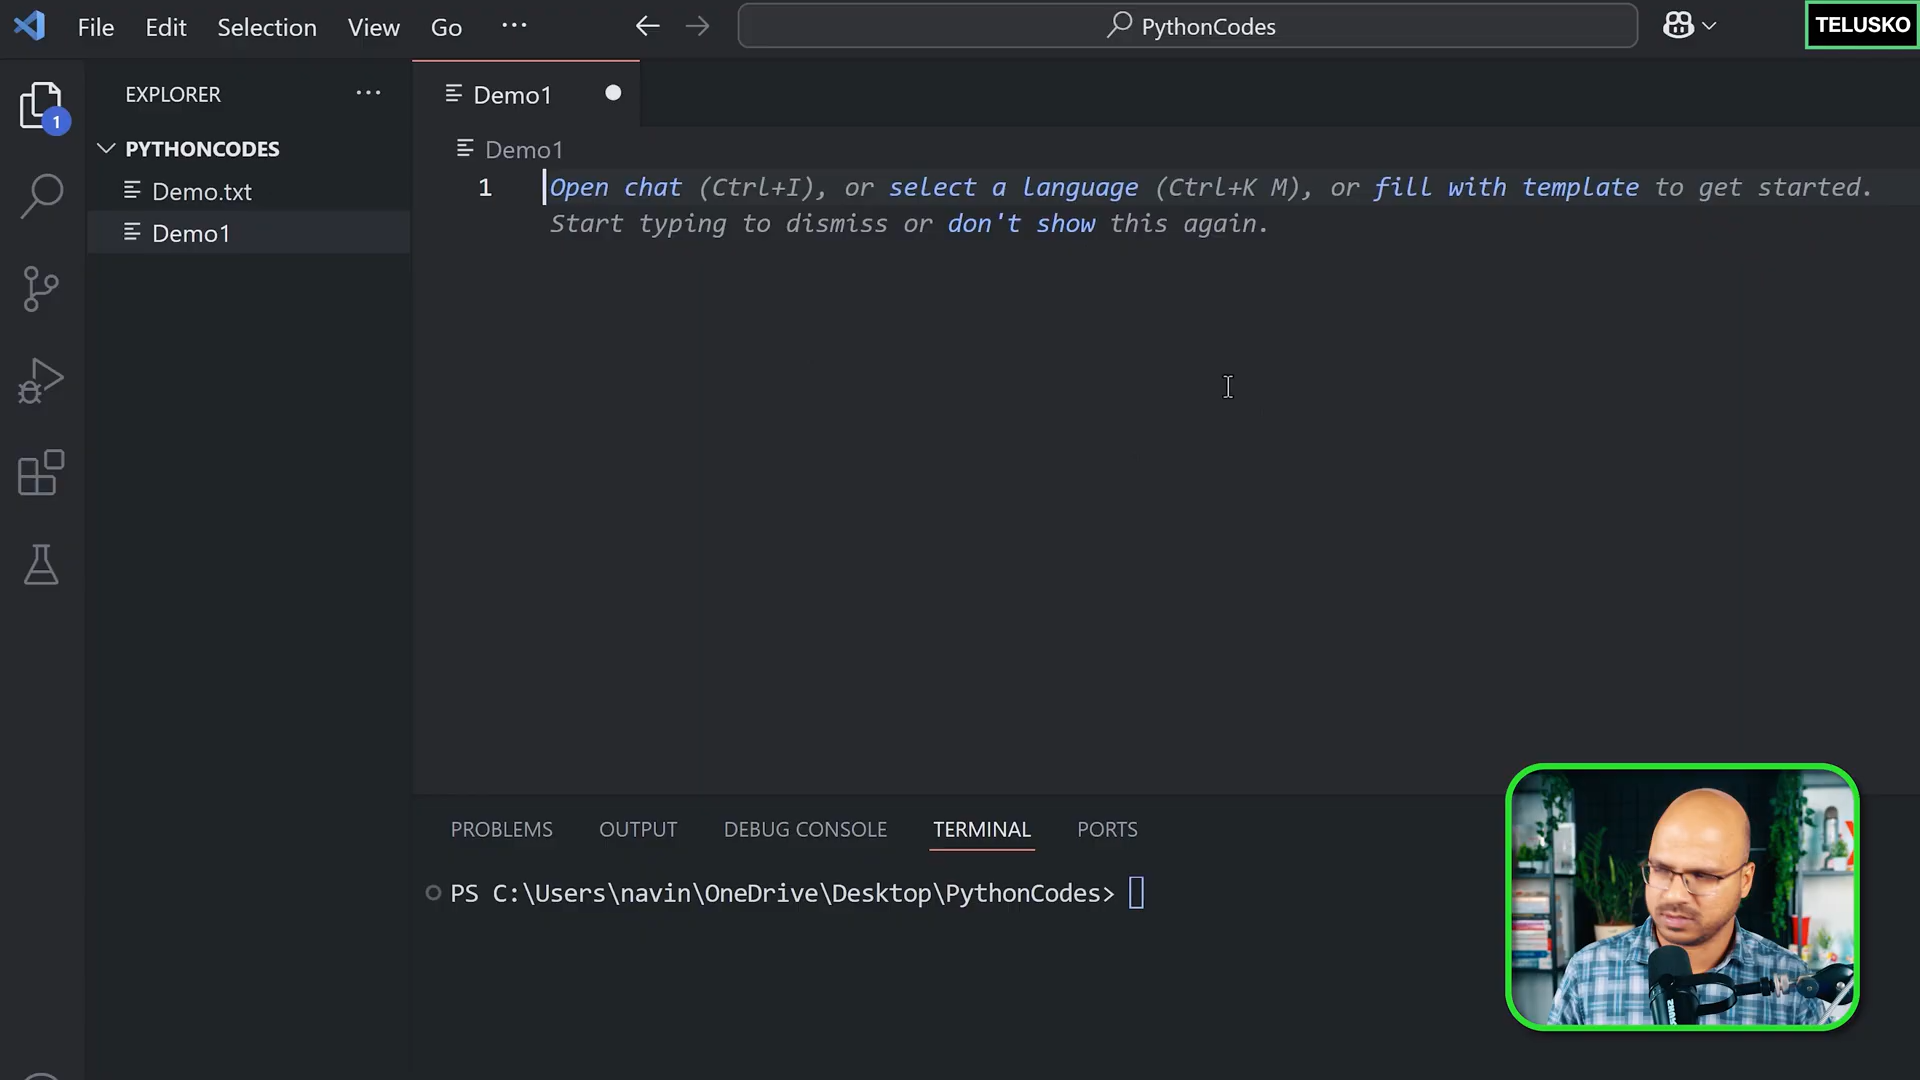 File Edit Selection View Go ··· PythonCodes TELUSKO
EXPLORER ···
1
PYTHONCODES
Demo.txt
Demo1
Demo1
Demo1
1 Open chat (Ctrl+I), or select a language (Ctrl+K M), or fill with template to get started.
Start typing to dismiss or don't show this again.
PROBLEMS OUTPUT DEBUG CONSOLE TERMINAL PORTS
PS C:\Users\navin\OneDrive\Desktop\PythonCodes>